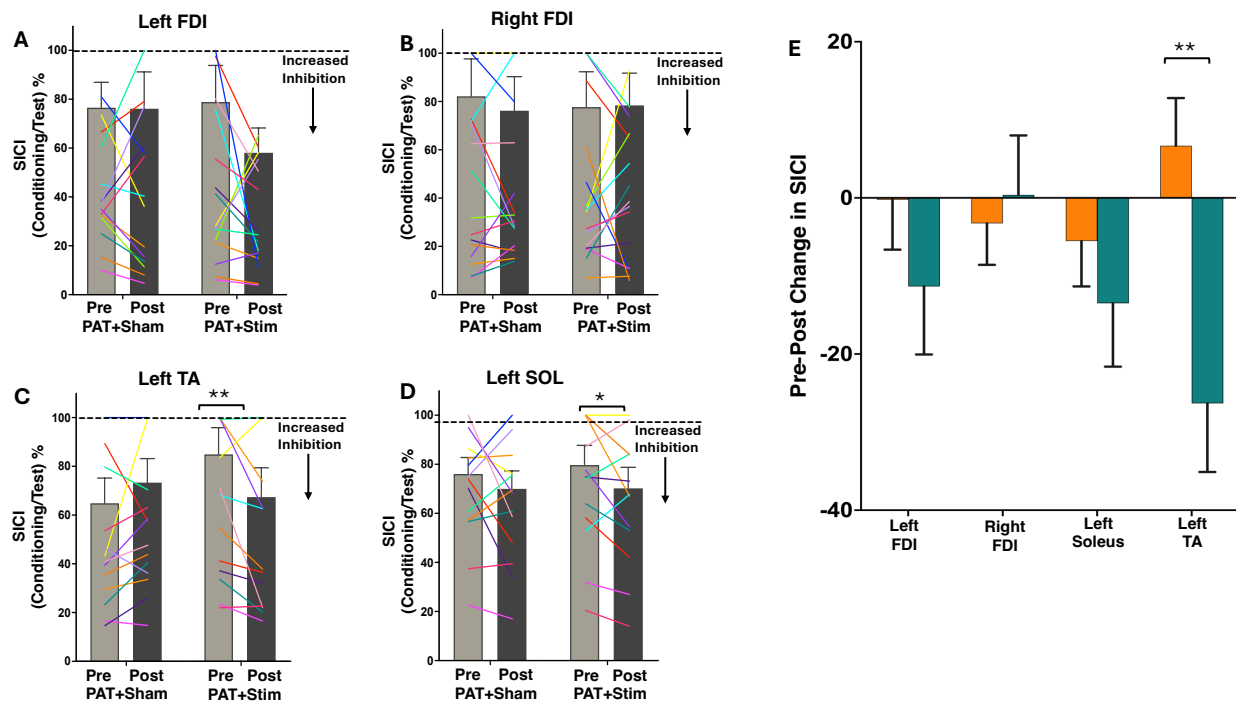 A
Left FDI
SICI
(Conditioning/Test) %
100
80
60
40
20
0
Increased
Inhibition
Pre Post Pre Post
PAT+Sham PAT+Stim
B
Right FDI
SICI
(Conditioning/Test) %
100
80
60
40
20
0
Increased
Inhibition
Pre Post Pre Post
PAT+Sham PAT+Stim
C
Left TA
**
SICI
(Conditioning/Test) %
100
80
60
40
20
0
Increased
Inhibition
Pre Post Pre Post
PAT+Sham PAT+Stim
D
Left SOL
*
SICI
(Conditioning/Test) %
100
80
60
40
20
0
Increased
Inhibition
Pre Post Pre Post
PAT+Sham PAT+Stim
E
**
Pre-Post Change in SICI
20
0
-20
-40
Left
FDI
Right
FDI
Left
Soleus
Left
TA